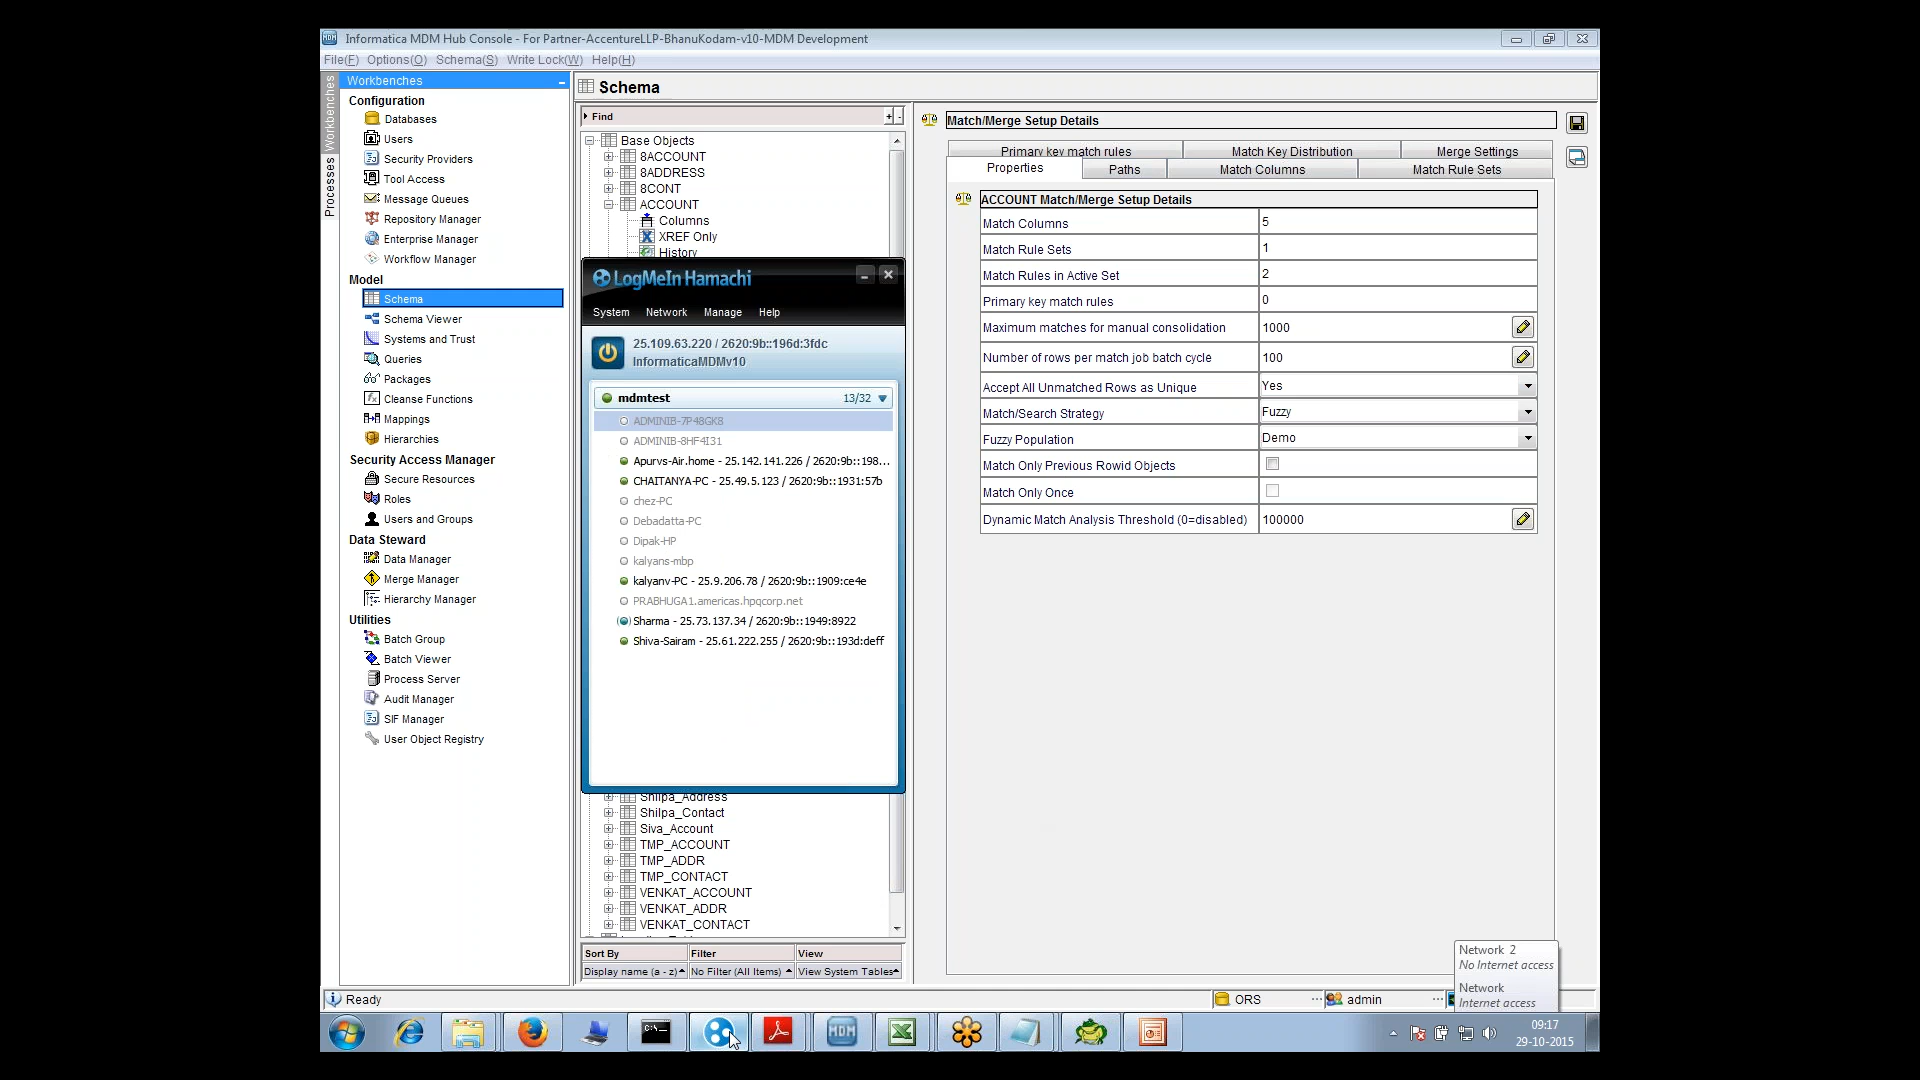 Informatica MDM Hub Console - For Partner-AccentureLLP-BhanuKodam-v10-MDM Development
File(F) Options(O) Schema(S) Write Lock(W) Help(H)
Workbenches
Processes
Workbenches
Configuration
Databases
Users
Security Providers
Tool Access
Message Queues
Repository Manager
Enterprise Manager
Workflow Manager
Model
Schema
Schema Viewer
Systems and Trust
Queries
Packages
Cleanse Functions
Mappings
Hierarchies
Security Access Manager
Secure Resources
Roles
Users and Groups
Data Steward
Data Manager
Merge Manager
Hierarchy Manager
Utilities
Batch Group
Batch Viewer
Process Server
Audit Manager
SIF Manager
User Object Registry
Schema
Find
Base Objects
8ACCOUNT
8ADDRESS
8CONT
ACCOUNT
Columns
XREF Only
History
LogMeIn Hamachi
System Network Manage Help
25.109.63.220 / 2620:9b::196d:3fdc
InformaticaMDMv10
mdmtest 13/32
ADMINIB-7P48GK8
ADMINIB-8HF4I31
Apurvs-Air.home - 25.142.141.226 / 2620:9b::198...
CHAITANYA-PC - 25.49.5.123 / 2620:9b::1931:57b
chez-PC
Debadatta-PC
Dipak-HP
kalyans-mbp
kalyanv-PC - 25.9.206.78 / 2620:9b::1909:ce4e
PRABHUGA1.americas.hpqcorp.net
Sharma - 25.73.137.34 / 2620:9b::1949:8922
Shiva-Sairam - 25.61.222.255 / 2620:9b::193d:deff
Shilpa_Address
Shilpa_Contact
Siva_Account
TMP_ACCOUNT
TMP_ADDR
TMP_CONTACT
VENKAT_ACCOUNT
VENKAT_ADDR
VENKAT_CONTACT
Sort By Filter View
Display name (a - z) No Filter (All Items) View System Tables
Match/Merge Setup Details
Primary key match rules Match Key Distribution Merge Settings
Properties Paths Match Columns Match Rule Sets
ACCOUNT Match/Merge Setup Details
Match Columns 5
Match Rule Sets 1
Match Rules in Active Set 2
Primary key match rules 0
Maximum matches for manual consolidation 1000
Number of rows per match job batch cycle 100
Accept All Unmatched Rows as Unique Yes
Match/Search Strategy Fuzzy
Fuzzy Population Demo
Match Only Previous Rowid Objects
Match Only Once
Dynamic Match Analysis Threshold (0=disabled) 100000
Network 2
No Internet access
Network
Internet access
Ready ORS admin
MDM
09:17
29-10-2015